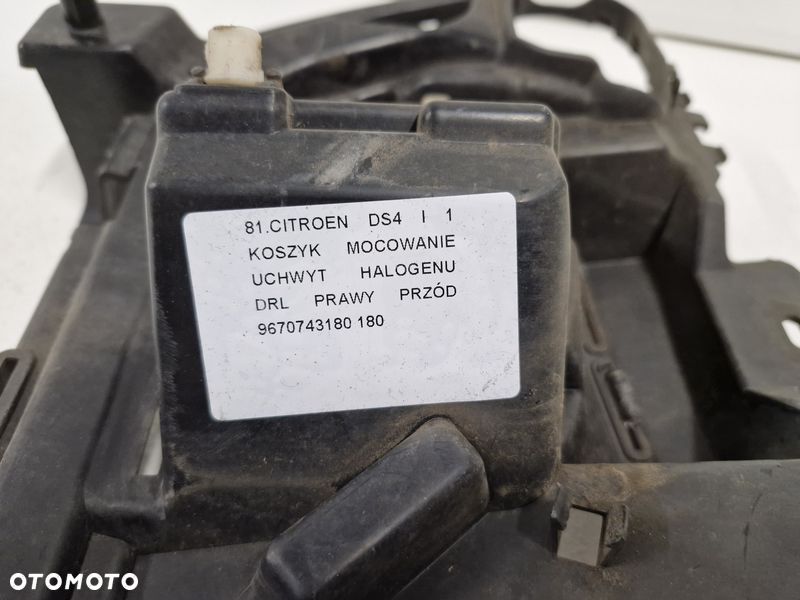 81.CITROEN DS4 I 1
KOSZYK MOCOWANIE
UCHWYT HALOGENU
DRL PRAWY PRZÓD
9670743180 180
OTOMOTO